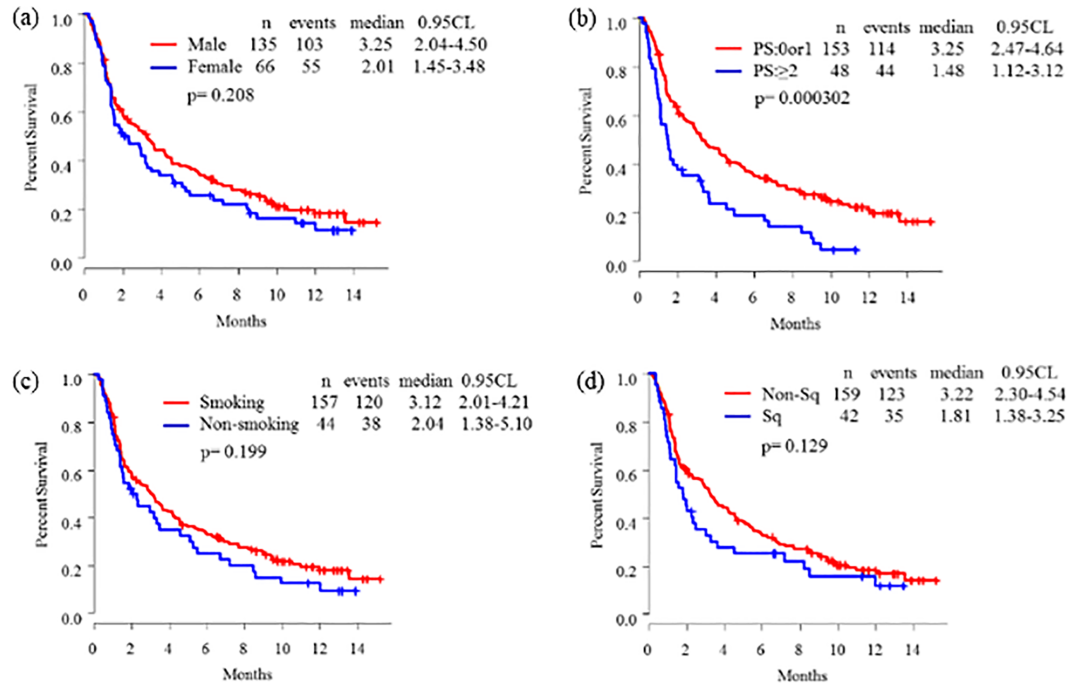 (a)
n events median 0.95CL
Male 135 103 3.25 2.04-4.50
Female 66 55 2.01 1.45-3.48
p= 0.208
Percent Survival
1.0
0.8
0.6
0.4
0.2
0.0
0 2 4 6 8 10 12 14
Months
(b)
n events median 0.95CL
PS:0or1 153 114 3.25 2.47-4.64
PS:≥2 48 44 1.48 1.12-3.12
p= 0.000302
Percent Survival
1.0
0.8
0.6
0.4
0.2
0.0
0 2 4 6 8 10 12 14
Months
(c)
n events median 0.95CL
Smoking 157 120 3.12 2.01-4.21
Non-smoking 44 38 2.04 1.38-5.10
p= 0.199
Percent Survival
1.0
0.8
0.6
0.4
0.2
0.0
0 2 4 6 8 10 12 14
Months
(d)
n events median 0.95CL
Non-Sq 159 123 3.22 2.30-4.54
Sq 42 35 1.81 1.38-3.25
p= 0.129
Percent Survival
1.0
0.8
0.6
0.4
0.2
0.0
0 2 4 6 8 10 12 14
Months